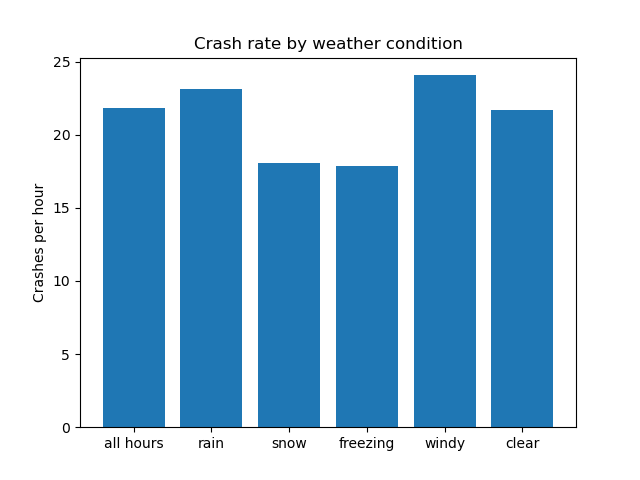 Crash rate by weather condition
Crashes per hour
25
20
15
10
5
0
all hours rain snow freezing windy clear